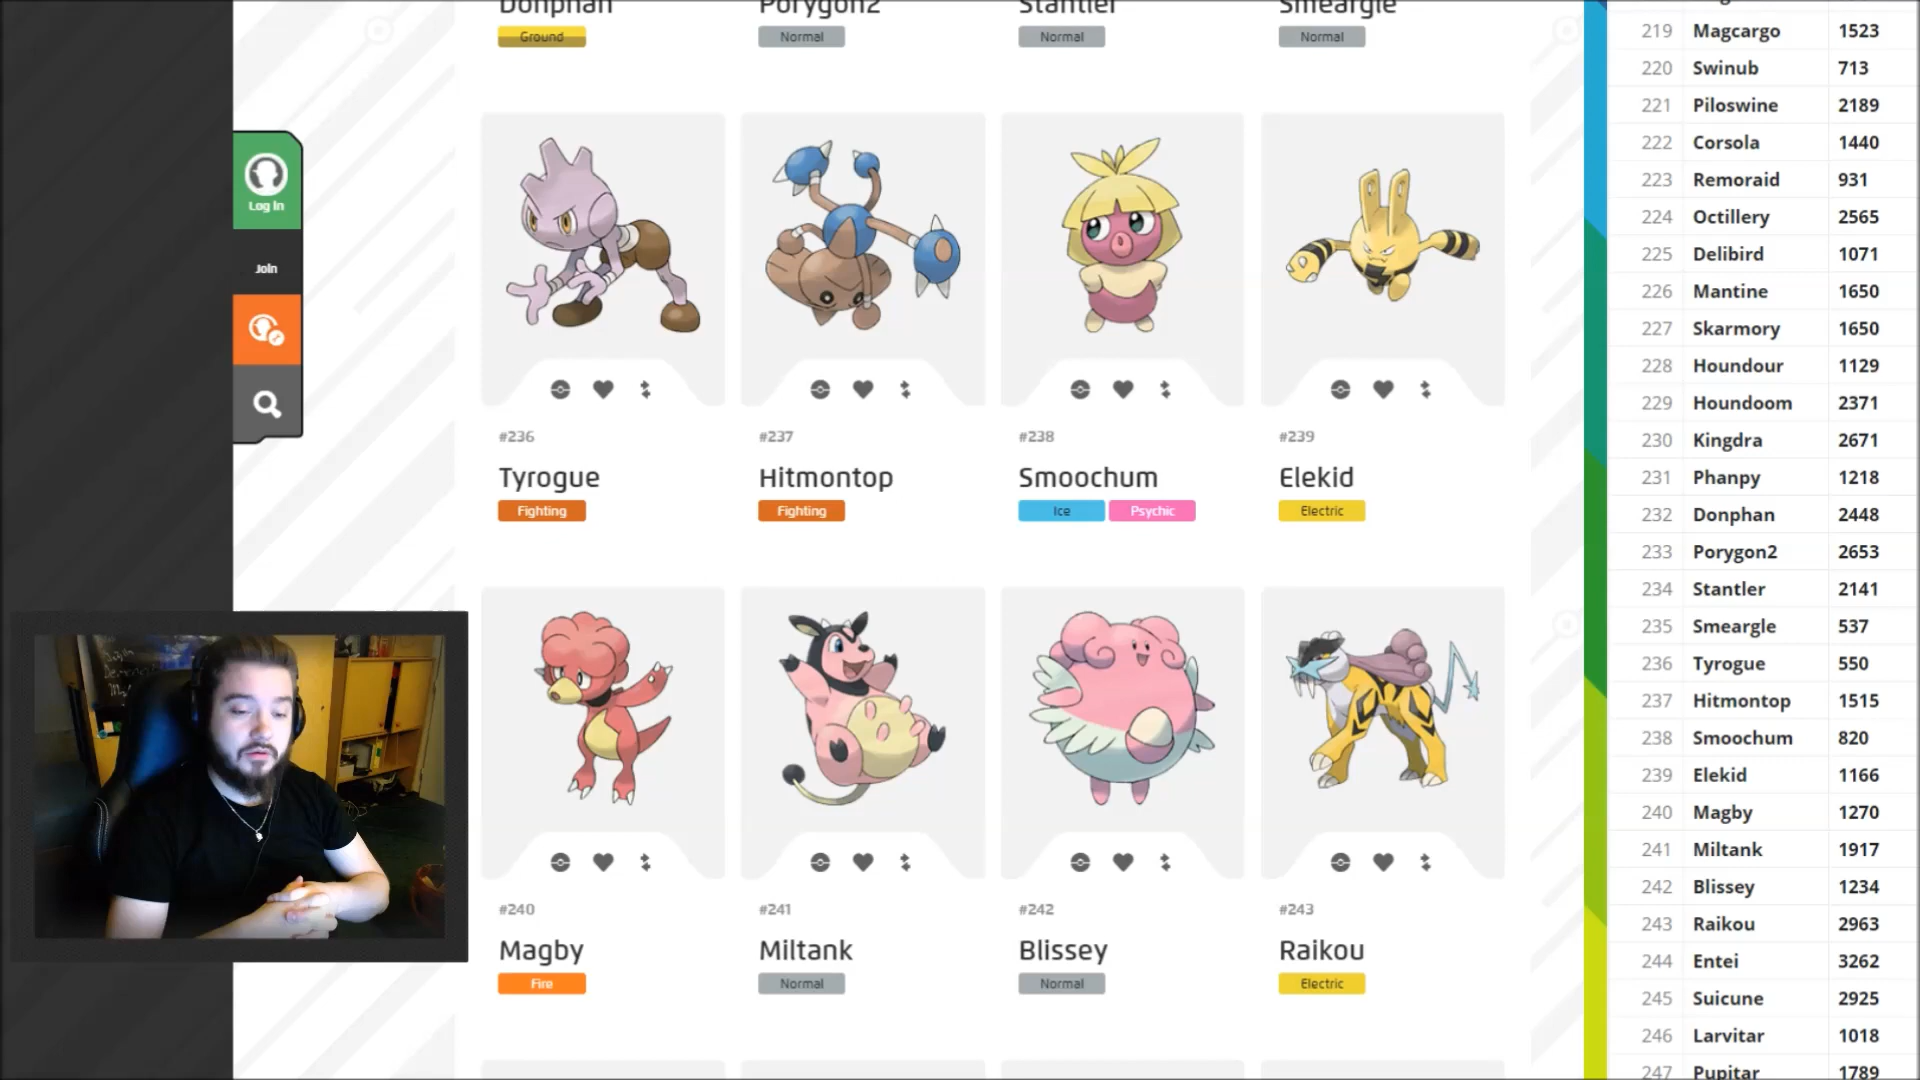 Donphan Porygon2 Stantler Smeargle
Ground Normal Normal Normal
Log In
Join
#236 #237 #238 #239
Tyrogue Hitmontop Smoochum Elekid
Fighting Fighting Ice Psychic Electric
#240 #241 #242 #243
Magby Miltank Blissey Raikou
Fire Normal Normal Electric
219 Magcargo 1523
220 Swinub 713
221 Piloswine 2189
222 Corsola 1440
223 Remoraid 931
224 Octillery 2565
225 Delibird 1071
226 Mantine 1650
227 Skarmory 1650
228 Houndour 1129
229 Houndoom 2371
230 Kingdra 2671
231 Phanpy 1218
232 Donphan 2448
233 Porygon2 2653
234 Stantler 2141
235 Smeargle 537
236 Tyrogue 550
237 Hitmontop 1515
238 Smoochum 820
239 Elekid 1166
240 Magby 1270
241 Miltank 1917
242 Blissey 1234
243 Raikou 2963
244 Entei 3262
245 Suicune 2925
246 Larvitar 1018
247 Pupitar 1789